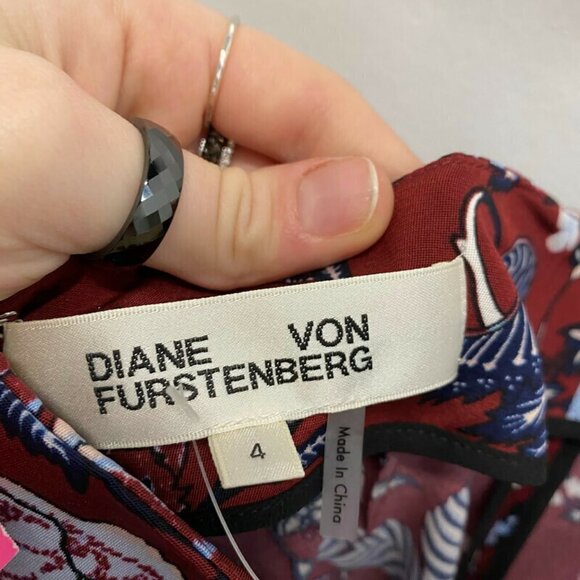 DIANE VON
FURSTENBERG
4
Made In China